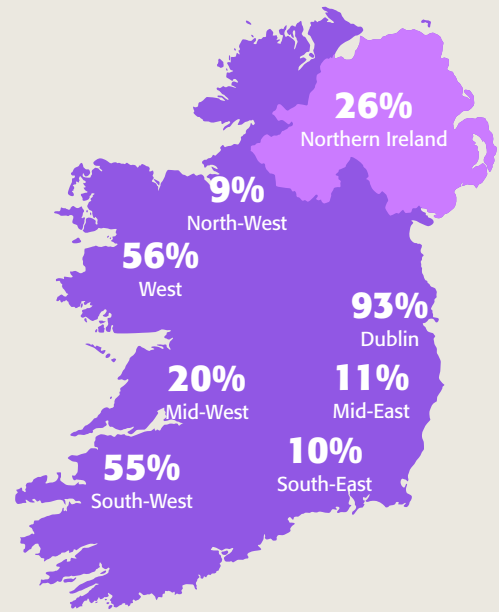 26%
Northern Ireland
9%
North-West
56%
West
93%
Dublin
20%
Mid-West
11%
Mid-East
55%
South-West
10%
South-East